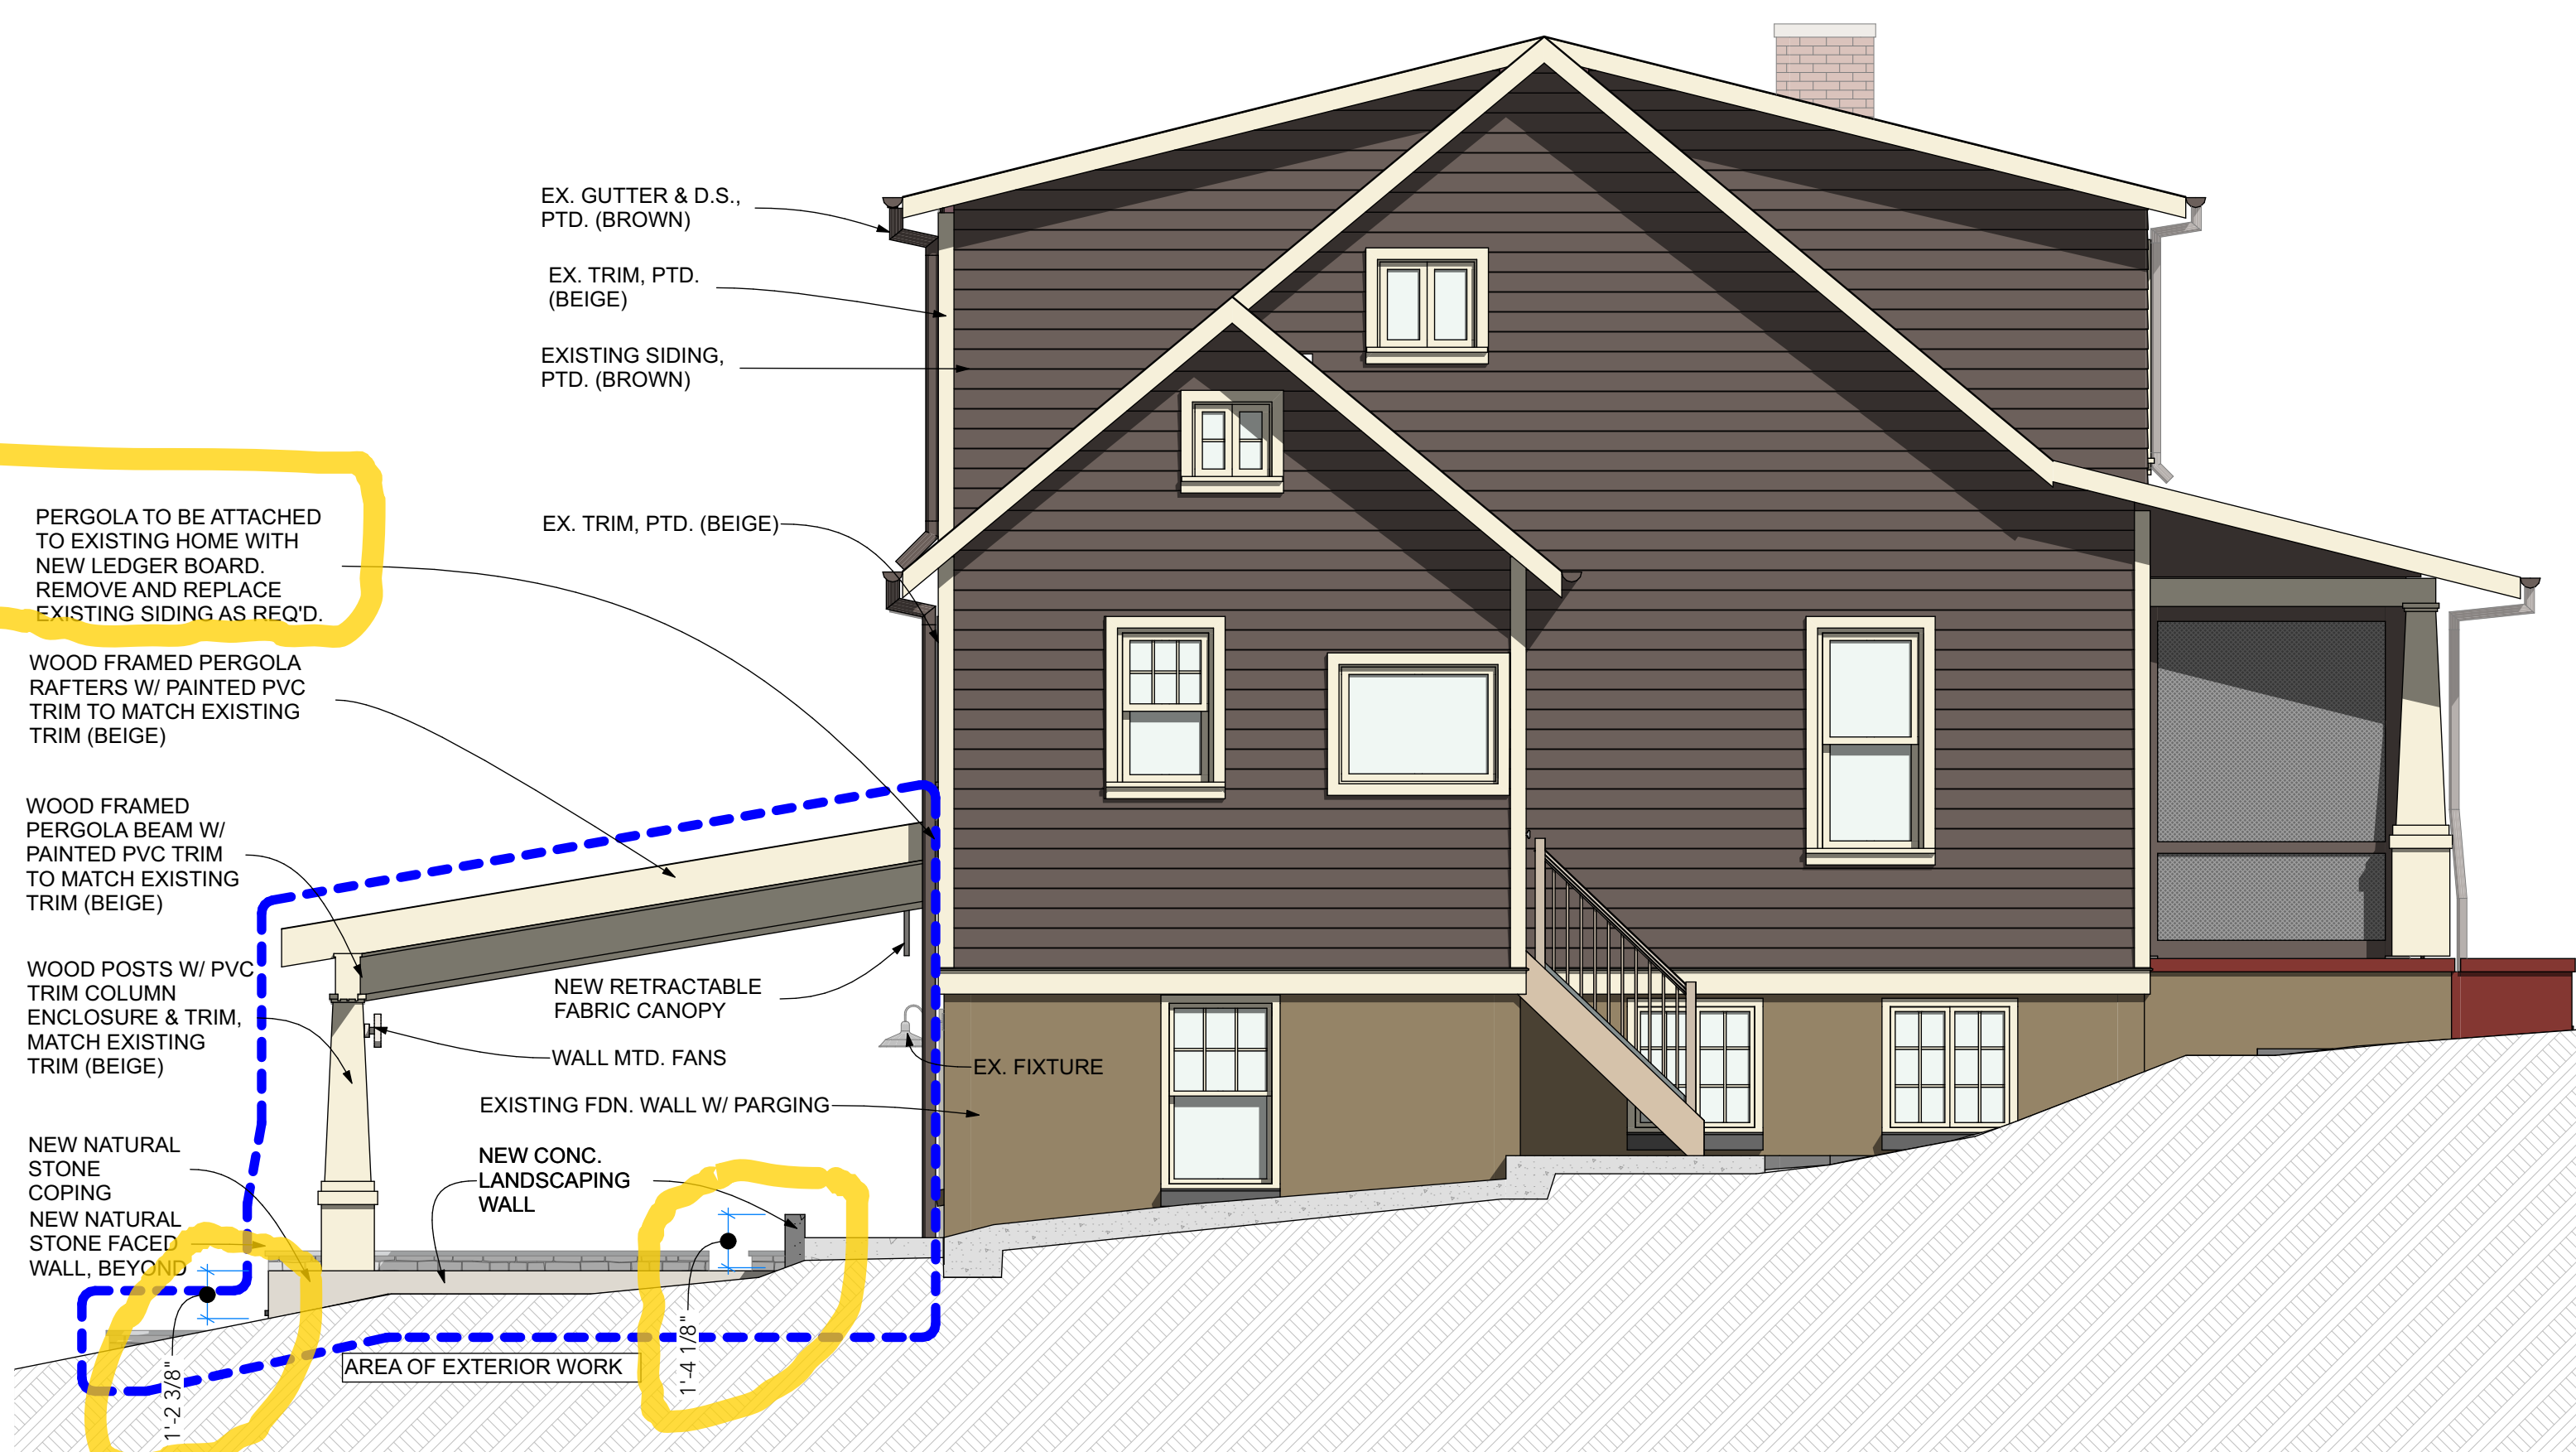 EX. GUTTER & D.S.,
PTD. (BROWN)
EX. TRIM, PTD.
(BEIGE)
EXISTING SIDING,
PTD. (BROWN)
EX. TRIM, PTD. (BEIGE)
PERGOLA TO BE ATTACHED
TO EXISTING HOME WITH
NEW LEDGER BOARD.
REMOVE AND REPLACE
EXISTING SIDING AS REQ'D.
WOOD FRAMED PERGOLA
RAFTERS W/ PAINTED PVC
TRIM TO MATCH EXISTING
TRIM (BEIGE)
WOOD FRAMED
PERGOLA BEAM W/
PAINTED PVC TRIM
TO MATCH EXISTING
TRIM (BEIGE)
WOOD POSTS W/ PVC
TRIM COLUMN
ENCLOSURE & TRIM,
MATCH EXISTING
TRIM (BEIGE)
NEW RETRACTABLE
FABRIC CANOPY
WALL MTD. FANS
EX. FIXTURE
EXISTING FDN. WALL W/ PARGING
NEW NATURAL
STONE
COPING
NEW NATURAL
STONE FACED
WALL, BEYOND
NEW CONC.
LANDSCAPING
WALL
1'-4 1/8"
1'-2 3/8"
AREA OF EXTERIOR WORK